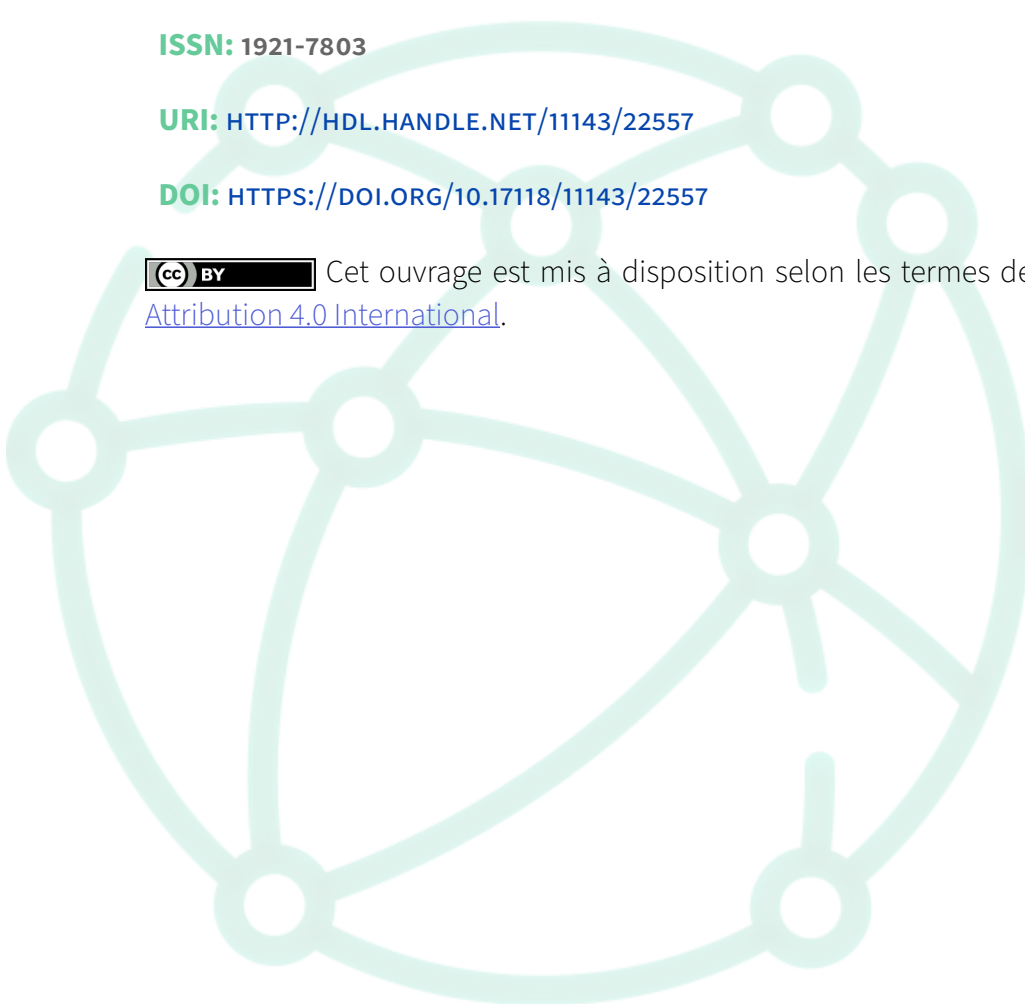 ISSN: 1921-7803
URI: HTTP://HDL.HANDLE.NET/11143/22557
DOI: HTTPS://DOI.ORG/10.17118/11143/22557
(cc) BY Cet ouvrage est mis à disposition selon les termes de
Attribution 4.0 International.